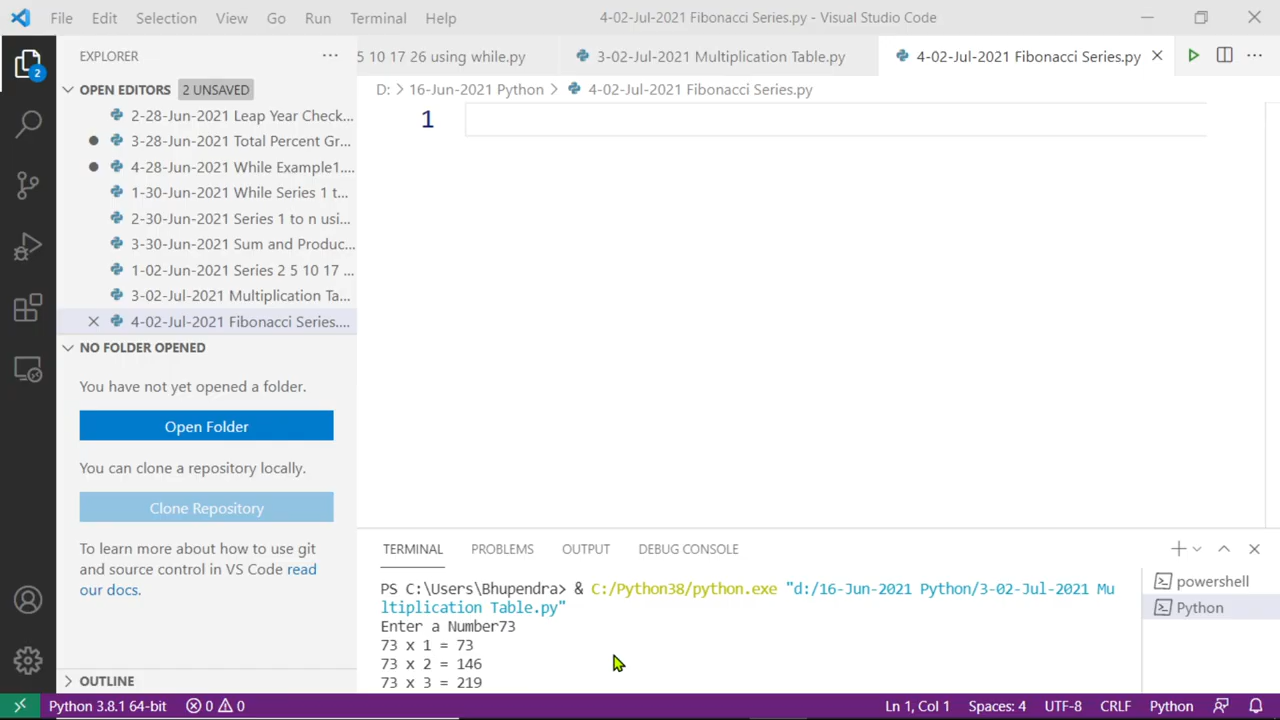 File Edit Selection View Go Run Terminal Help 4-02-Jul-2021 Fibonacci Series.py - Visual Studio Code
EXPLORER ···
5 10 17 26 using while.py 3-02-Jul-2021 Multiplication Table.py 4-02-Jul-2021 Fibonacci Series.py ···
OPEN EDITORS 2 UNSAVED
2-28-Jun-2021 Leap Year Check...
3-28-Jun-2021 Total Percent Gr...
4-28-Jun-2021 While Example1....
1-30-Jun-2021 While Series 1 t...
2-30-Jun-2021 Series 1 to n usi...
3-30-Jun-2021 Sum and Produc...
1-02-Jun-2021 Series 2 5 10 17 ...
3-02-Jul-2021 Multiplication Ta...
4-02-Jul-2021 Fibonacci Series....
NO FOLDER OPENED
You have not yet opened a folder.
Open Folder
You can clone a repository locally.
Clone Repository
To learn more about how to use git
and source control in VS Code read
our docs.
OUTLINE
2
D: > 16-Jun-2021 Python > 4-02-Jul-2021 Fibonacci Series.py
1
TERMINAL PROBLEMS OUTPUT DEBUG CONSOLE
PS C:\Users\Bhupendra> & C:/Python38/python.exe "d:/16-Jun-2021 Python/3-02-Jul-2021 Mu
ltiplication Table.py"
Enter a Number73
73 x 1 = 73
73 x 2 = 146
73 x 3 = 219
powershell
Python
Python 3.8.1 64-bit 0 0 Ln 1, Col 1 Spaces: 4 UTF-8 CRLF Python